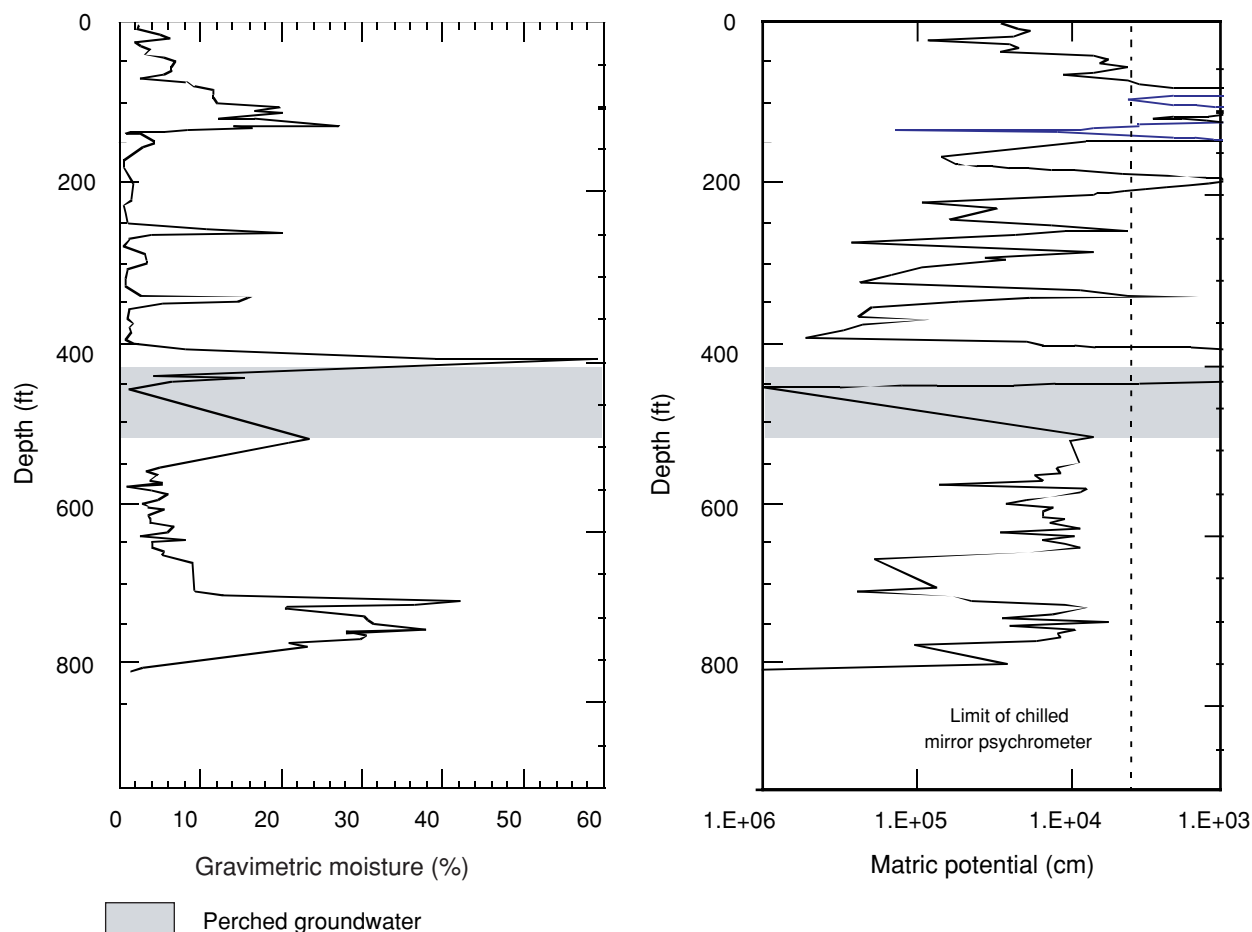 0
200
400
600
800
Depth (ft)
0 10 20 30 40 50 60
Gravimetric moisture (%)
Perched groundwater
0
200
400
600
800
Depth (ft)
Limit of chilled
mirror psychrometer
1.E+06 1.E+05 1.E+04 1.E+03
Matric potential (cm)